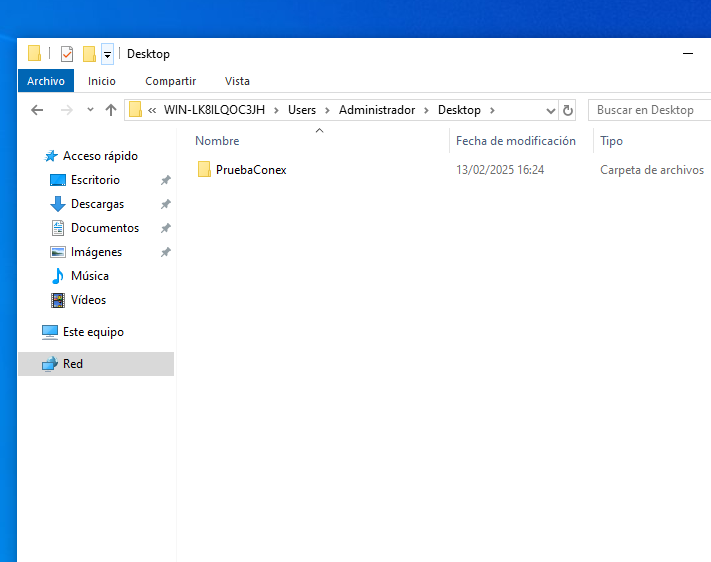 Desktop
Archivo Inicio Compartir Vista
« WIN-LK8ILQOC3JH > Users > Administrador > Desktop > Buscar en Desktop
Nombre Fecha de modificación Tipo
Acceso rápido
PruebaConex 13/02/2025 16:24 Carpeta de archivos
Escritorio
Descargas
Documentos
Imágenes
Música
Vídeos
Este equipo
Red